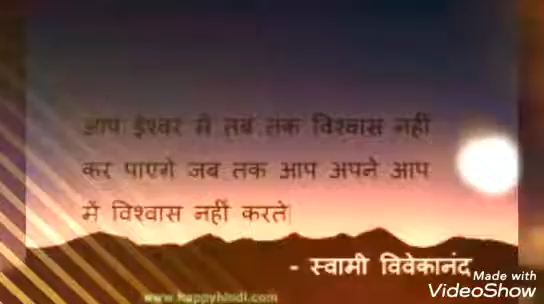 आप ईश्वर में तब तक विश्वास नहीं
कर पाएंगे जब तक आप अपने आप
में विश्वास नहीं करते|
- स्वामी विवेकानंद
Made with
VideoShow
www.happyhindi.com